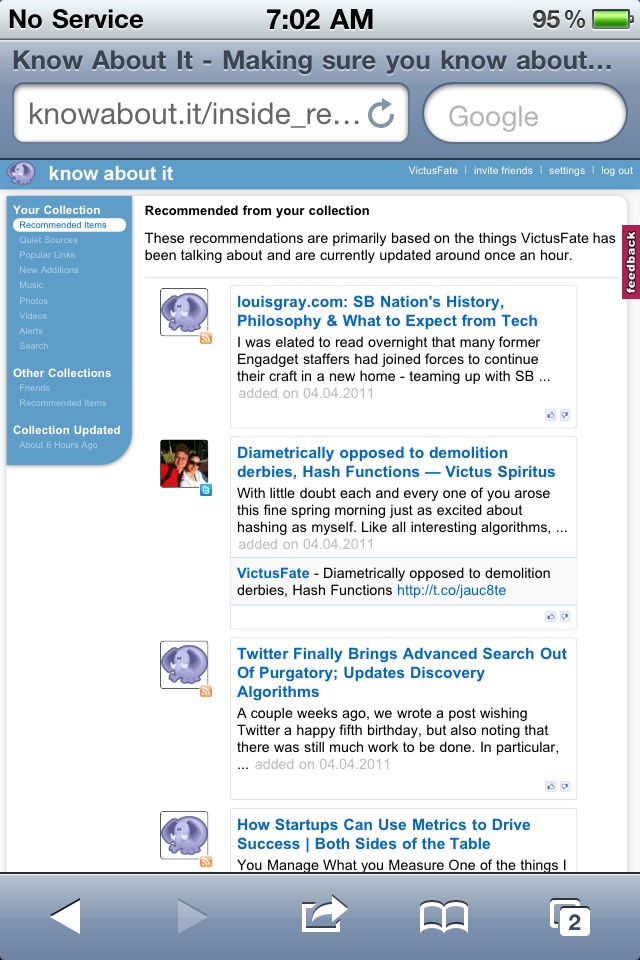 No Service 7:02 AM 95 %
Know About It - Making sure you know about...
knowabout.it/inside_re... Google
know about it
VictusFate | invite friends | settings | log out
Your Collection
Recommended Items
Quiet Sources
Popular Links
New Additions
Music
Photos
Videos
Alerts
Search
Other Collections
Friends
Recommended Items
Collection Updated
About 6 Hours Ago
Recommended from your collection
These recommendations are primarily based on the things VictusFate has
been talking about and are currently updated around once an hour.
feedback
louisgray.com: SB Nation's History,
Philosophy & What to Expect from Tech
I was elated to read overnight that many former
Engadget staffers had joined forces to continue
their craft in a new home - teaming up with SB ...
added on 04.04.2011
Diametrically opposed to demolition
derbies, Hash Functions — Victus Spiritus
With little doubt each and every one of you arose
this fine spring morning just as excited about
hashing as myself. Like all interesting algorithms, ...
added on 04.04.2011
VictusFate - Diametrically opposed to demolition
derbies, Hash Functions http://t.co/jauc8te
Twitter Finally Brings Advanced Search Out
Of Purgatory; Updates Discovery
Algorithms
A couple weeks ago, we wrote a post wishing
Twitter a happy fifth birthday, but also noting that
there was still much work to be done. In particular,
... added on 04.04.2011
How Startups Can Use Metrics to Drive
Success | Both Sides of the Table
You Manage What you Measure One of the things I
2